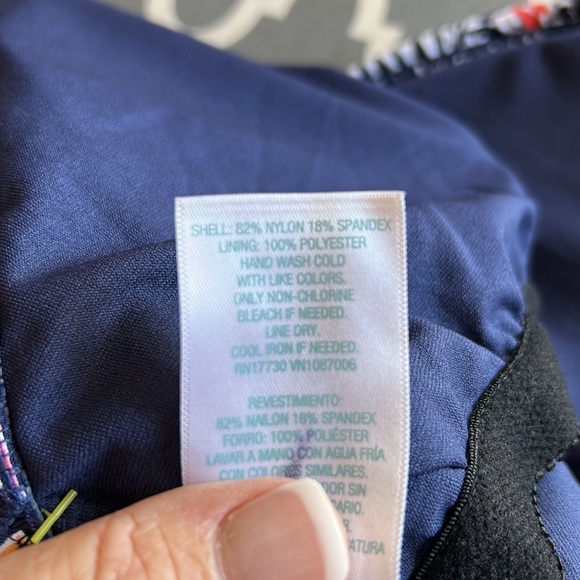 SHELL: 82% NYLON 18% SPANDEX
LINING: 100% POLYESTER
HAND WASH COLD
WITH LIKE COLORS.
ONLY NON-CHLORINE
BLEACH IF NEEDED.
LINE DRY.
COOL IRON IF NEEDED.
RN17730 VN1087006
REVESTIMIENTO:
82% NAILON 18% SPANDEX
FORRO: 100% POLIÉSTER
LAVAR A MANO CON AGUA FRÍA
CON COLORES SIMILARES.
SIN